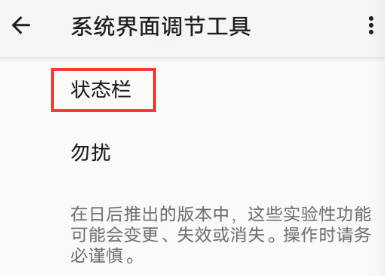 系统界面调节工具
状态栏
勿扰
在日后推出的版本中，这些实验性功能
可能会变更、失效或消失。操作时请务
必谨慎。